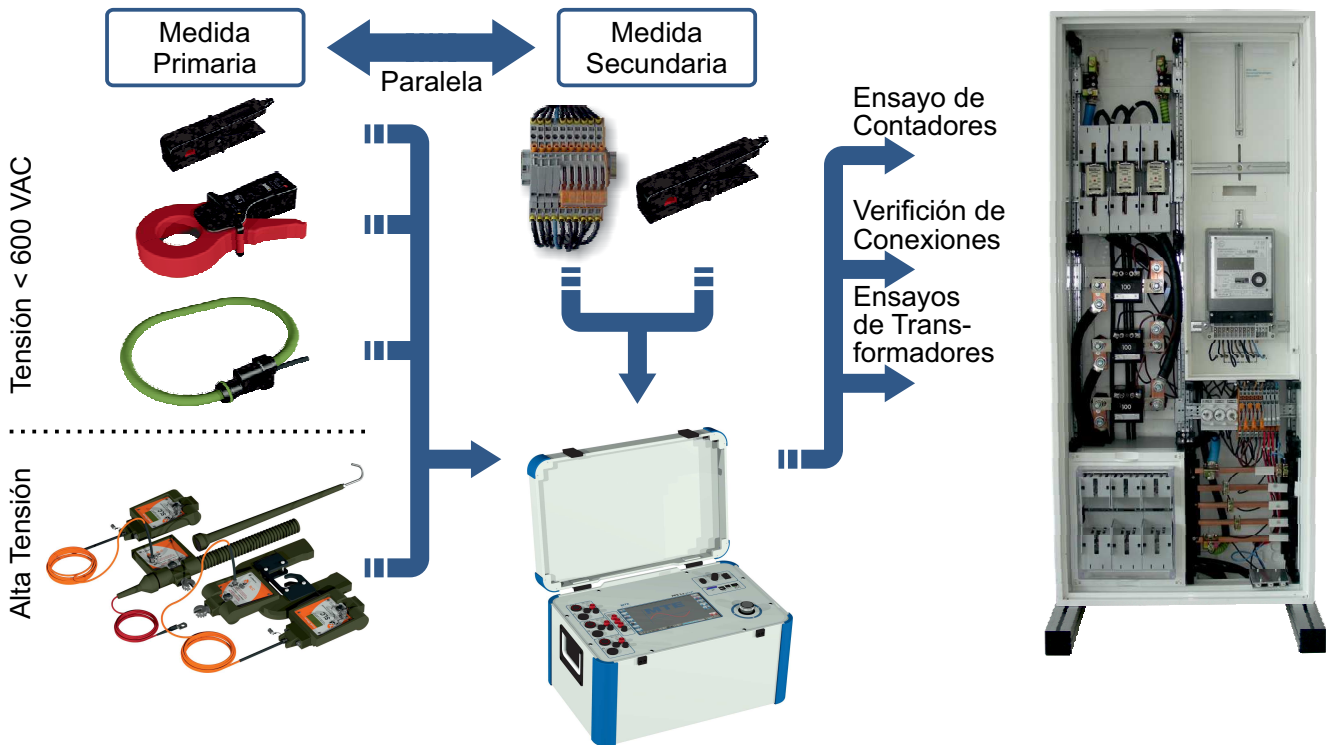 Medida
Primaria
Paralela
Medida
Secundaria
Tensión < 600 VAC
Alta Tensión
Ensayo de
Contadores
Verifición de
Conexiones
Ensayos
de Trans-
formadores
MTE
100
100
100